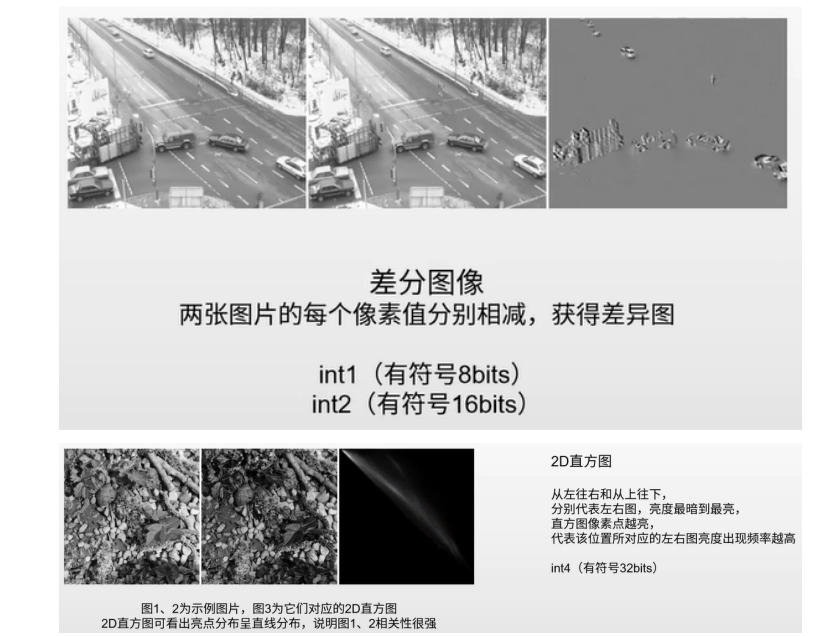 差分图像
两张图片的每个像素值分别相减，获得差异图
int1（有符号8bits）
int2（有符号16bits）
2D直方图
从左往右和从上往下，
分别代表左右图，亮度最暗到最亮，
直方图像素点越亮，
代表该位置所对应的左右图亮度出现频率越高
int4（有符号32bits）
图1、2为示例图片，图3为它们对应的2D直方图
2D直方图可看出亮点分布呈直线分布，说明图1、2相关性很强